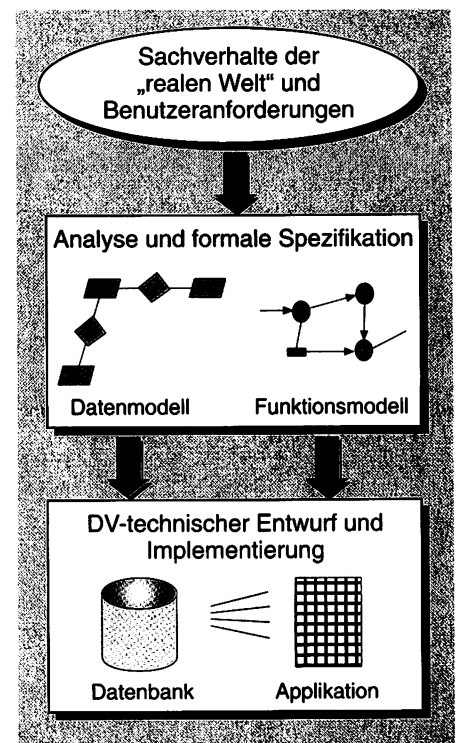 Sachverhalte der
„realen Welt“ und
Benutzeranforderungen
Analyse und formale Spezifikation
Datenmodell
Funktionsmodell
DV-technischer Entwurf und
Implementierung
Datenbank
Applikation